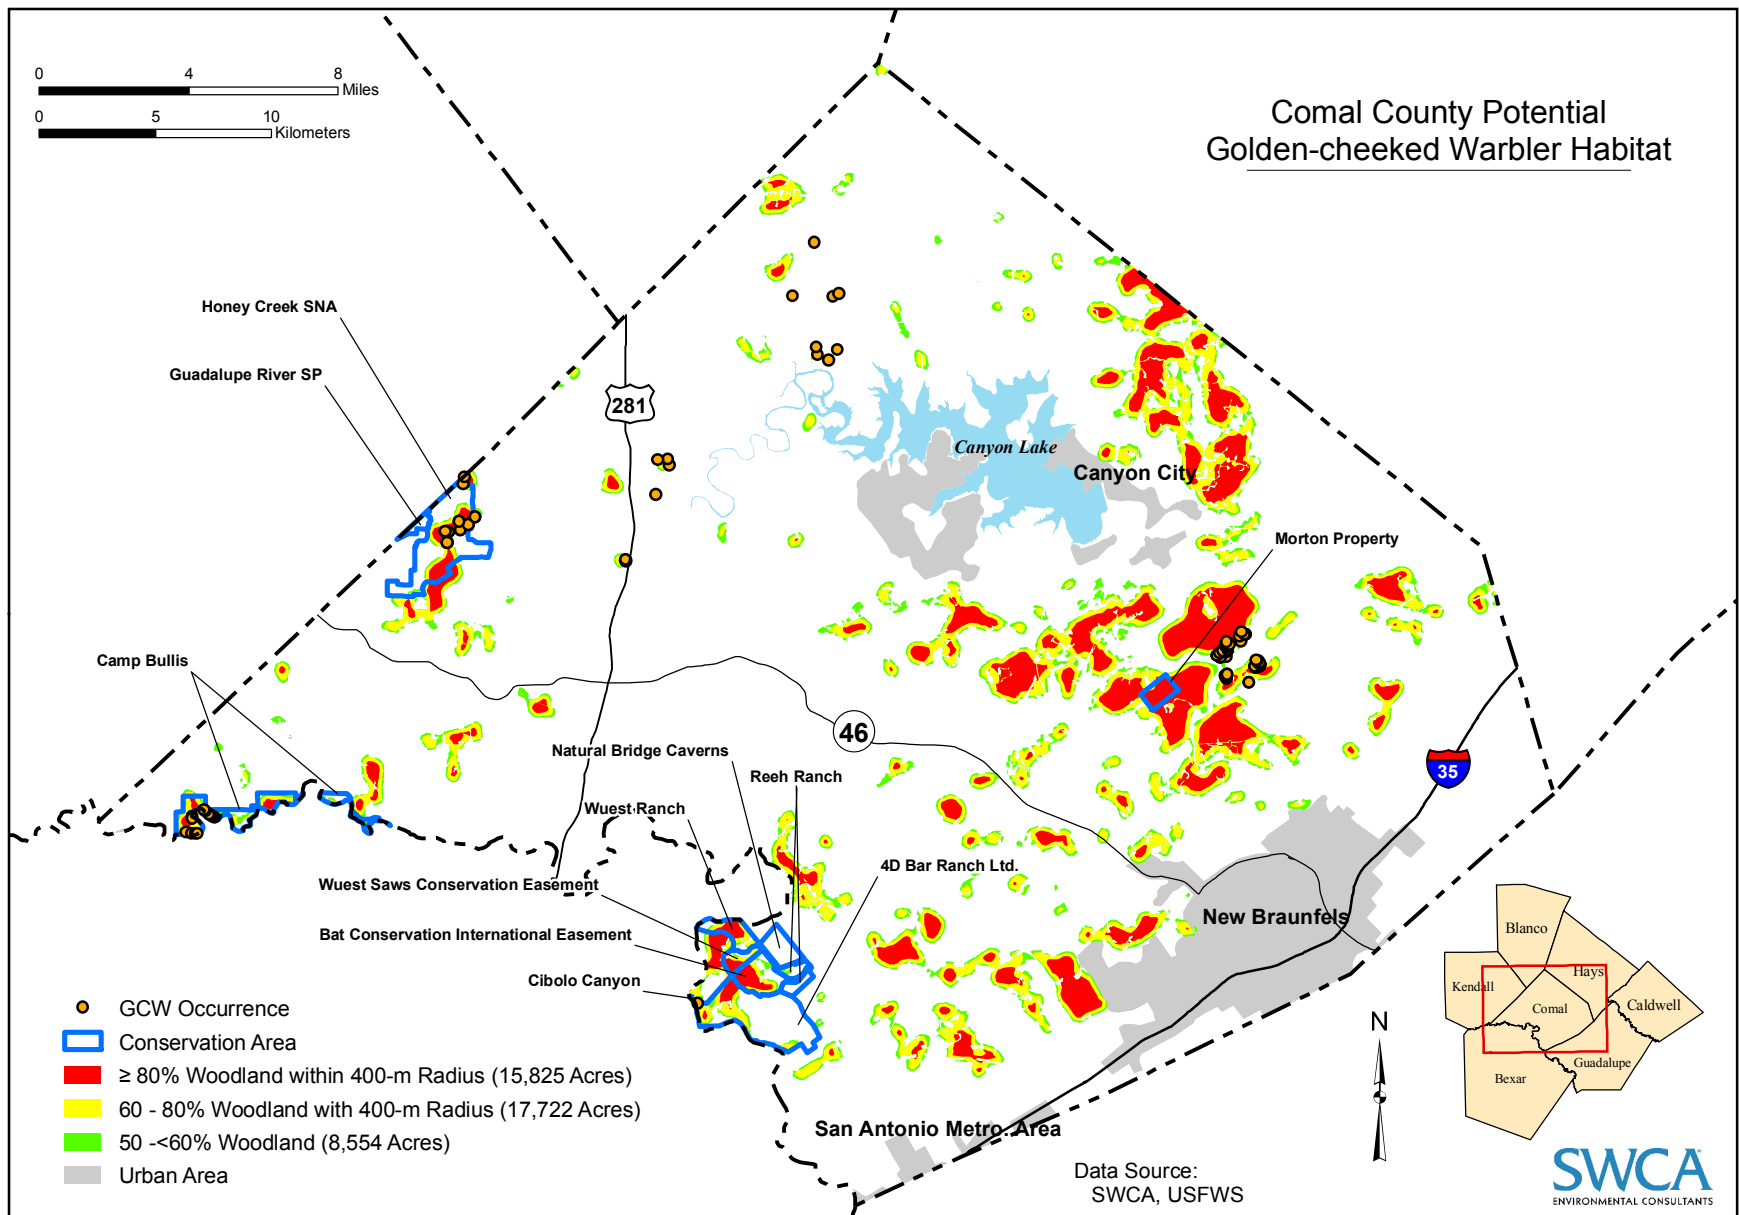 0 4 8
Miles
0 5 10
Kilometers
Comal County Potential
Golden-cheeked Warbler Habitat
Honey Creek SNA
Guadalupe River SP
281
Canyon Lake
Canyon City
Morton Property
Camp Bullis
46
Natural Bridge Caverns
Reeh Ranch
35
Wuest Ranch
4D Bar Ranch Ltd.
Wuest Saws Conservation Easement
New Braunfels
Bat Conservation International Easement
Cibolo Canyon
Blanco
Hays
Kendall
Comal
Caldwell
Guadalupe
Bexar
N
GCW Occurrence
Conservation Area
≥ 80% Woodland within 400-m Radius (15,825 Acres)
60 - 80% Woodland with 400-m Radius (17,722 Acres)
50 -<60% Woodland (8,554 Acres)
Urban Area
San Antonio Metro. Area
Data Source:
SWCA, USFWS
SWCA
ENVIRONMENTAL CONSULTANTS